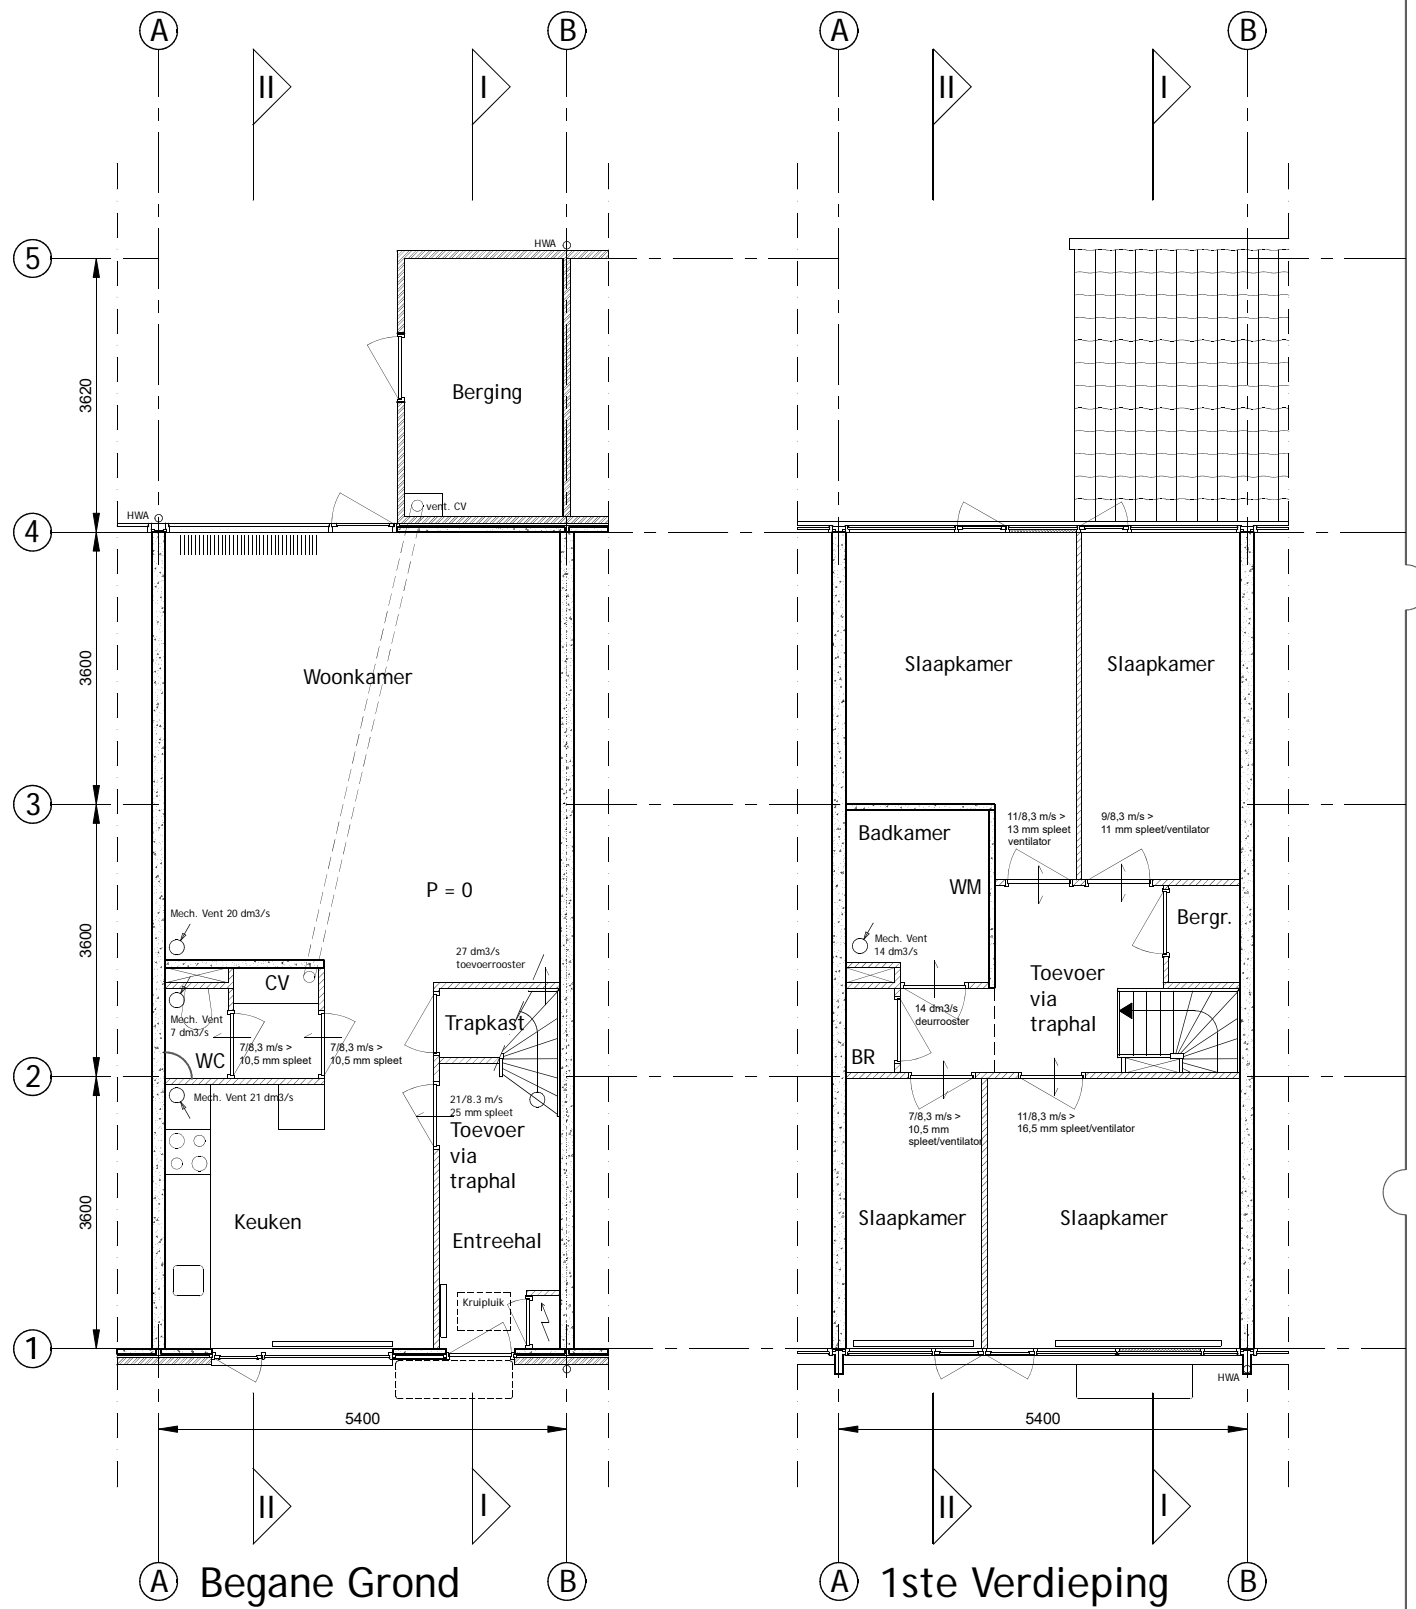 A
B
A
B
II
I
II
I
5
HWA
3620
Berging
vent. CV
HWA
4
3600
Woonkamer
Slaapkamer
Slaapkamer
3
11/8,3 m/s >
13 mm spleet
ventilator
9/8,3 m/s >
11 mm spleet/ventilator
Badkamer
WM
P = 0
Bergr.
3600
Mech. Vent 20 dm3/s
27 dm3/s
toevoerrooster
Mech. Vent
14 dm3/s
CV
Toevoer
via
traphal
Mech. Vent
7 dm3/s
Trapkast
14 dm3/s
deurrooster
7/8,3 m/s >
10,5 mm spleet
7/8,3 m/s >
10,5 mm spleet
WC
BR
2
Mech. Vent 21 dm3/s
21/8.3 m/s
25 mm spleet
7/8,3 m/s >
10,5 mm
spleet/ventilator
11/8,3 m/s >
16,5 mm spleet/ventilator
Toevoer
via
traphal
3600
Keuken
Entreehal
Slaapkamer
Slaapkamer
Kruipluik
1
HWA
5400
5400
II
I
II
I
A
Begane Grond
B
A
1ste Verdieping
B